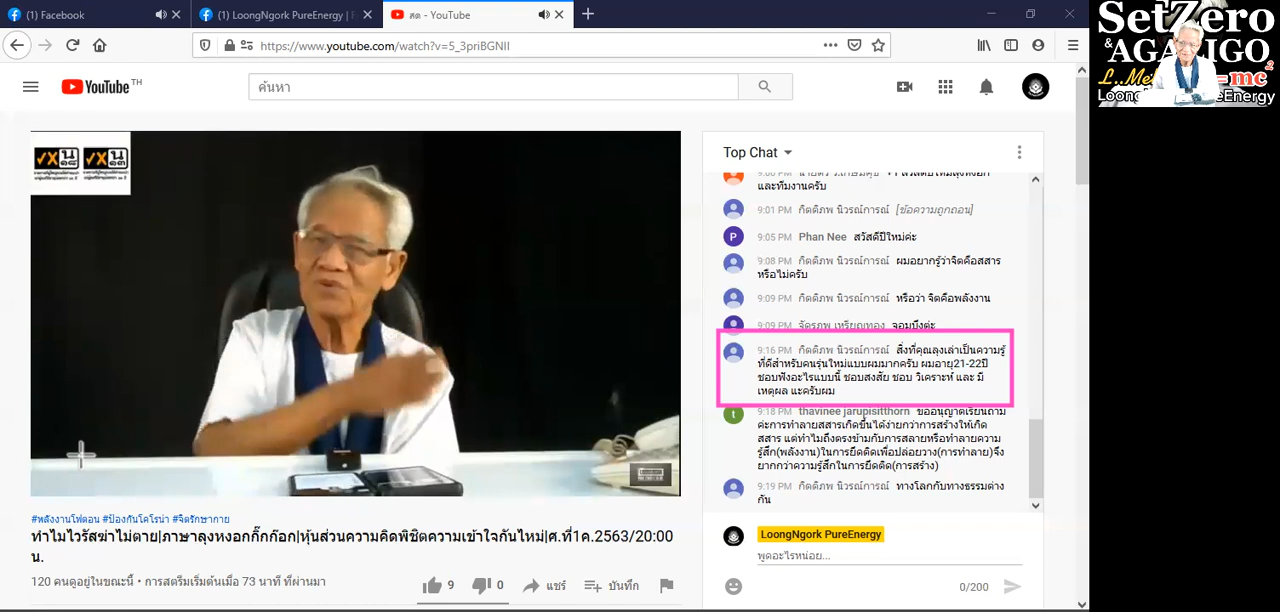 (1) Facebook
(1) LoongNgork PureEnergy | F
สด - YouTube
SetZero
& AGALIGO
=mc²
https://www.youtube.com/watch?v=5_3priBGNII
YouTube TH
ค้นหา
Top Chat
และทีมงานครับ
9:01 PM กิตติภพ นิวรณ์การณ์ [ข้อความถูกถอน]
9:05 PM Phan Nee สวัสดีปีใหม่ค่ะ
9:08 PM กิตติภพ นิวรณ์การณ์ ผมอยากรู้ว่าจิตคือสสาร
หรือไม่ครับ
9:09 PM กิตติภพ นิวรณ์การณ์ หรือว่า จิตคือพลังงาน
9:09 PM จัตรภพ เหรียญทอง จอมบึงค่ะ
9:16 PM กิตติภพ นิวรณ์การณ์ สิ่งที่คุณลุงเล่าเป็นความรู้
ที่ดีสำหรับคนรุ่นใหม่แบบผมมากครับ ผมอายุ21-22ปี
ชอบฟังอะไรแบบนี้ ชอบสงสัย ชอบ วิเคราะห์ และ มี
เหตุผล แะครับผม
9:18 PM thavinee jarupisitthorn ขออนุญาตเรียนถาม
ค่ะการทำลายสสารเกิดขึ้นได้ง่ายกว่าการสร้างให้เกิด
สสาร แต่ทำไมถึงตรงข้ามกับการสลายหรือทำลายความ
รู้สึก(พลังงาน)ในการยึดติดเพื่อปล่อยวาง(การทำลาย)จึง
ยากกว่าความรู้สึกในการยึดติด(การสร้าง)
9:19 PM กิตติภพ นิวรณ์การณ์ ทางโลกกับทางธรรมต่าง
กัน
#พลังงานโฟตอน #ป้องกันโคโรน่า #จิตรักษากาย
ทำไมไวรัสฆ่าไม่ตาย|ภาษาลุงหงอกกิ๊กก๊อก|หุ้นส่วนความคิดพิชิตความเข้าใจกันใหม่|ศ.ที่1ค.2563/20:00
น.
LoongNgork PureEnergy
พูดอะไรหน่อย...
120 คนดูอยู่ในขณะนี้ • การสตรีมเริ่มต้นเมื่อ 73 นาที ที่ผ่านมา
9
0
แชร์
บันทึก
0/200